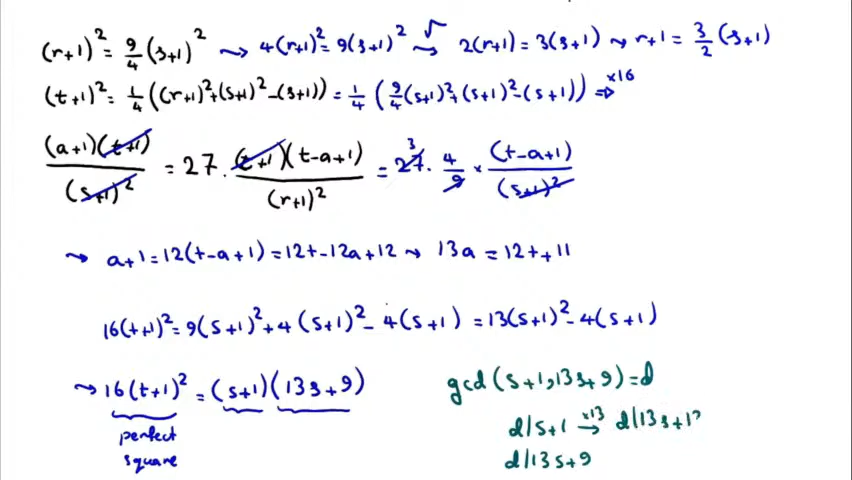 (r+1)² = 9/4 (s+1)² ⇝ 4(r+1)² = 9(s+1)² √⇝ 2(r+1) = 3(s+1) ⇝ r+1 = 3/2 (s+1)
(t+1)² = 1/4 ((r+1)² + (s+1)² - (s+1)) = 1/4 (9/4 (s+1)² + (s+1)² - (s+1)) ⇒ ×16
(a+1)(t+1)/(s+1)² = 27 · (t+1)(t-a+1)/(r+1)² = 27 3 · 4/9 × (t-a+1)/(s+1)²
⇝ a+1 = 12(t-a+1) = 12t-12a+12 ⇝ 13a = 12t+11
16(t+1)² = 9(s+1)² + 4(s+1)² - 4(s+1) = 13(s+1)² - 4(s+1)
⇝ 16(t+1)² = (s+1)(13s+9)
perfect
square
gcd(s+1, 13s+9) = d
d|s+1 ×13→ d|13s+1
d|13s+9